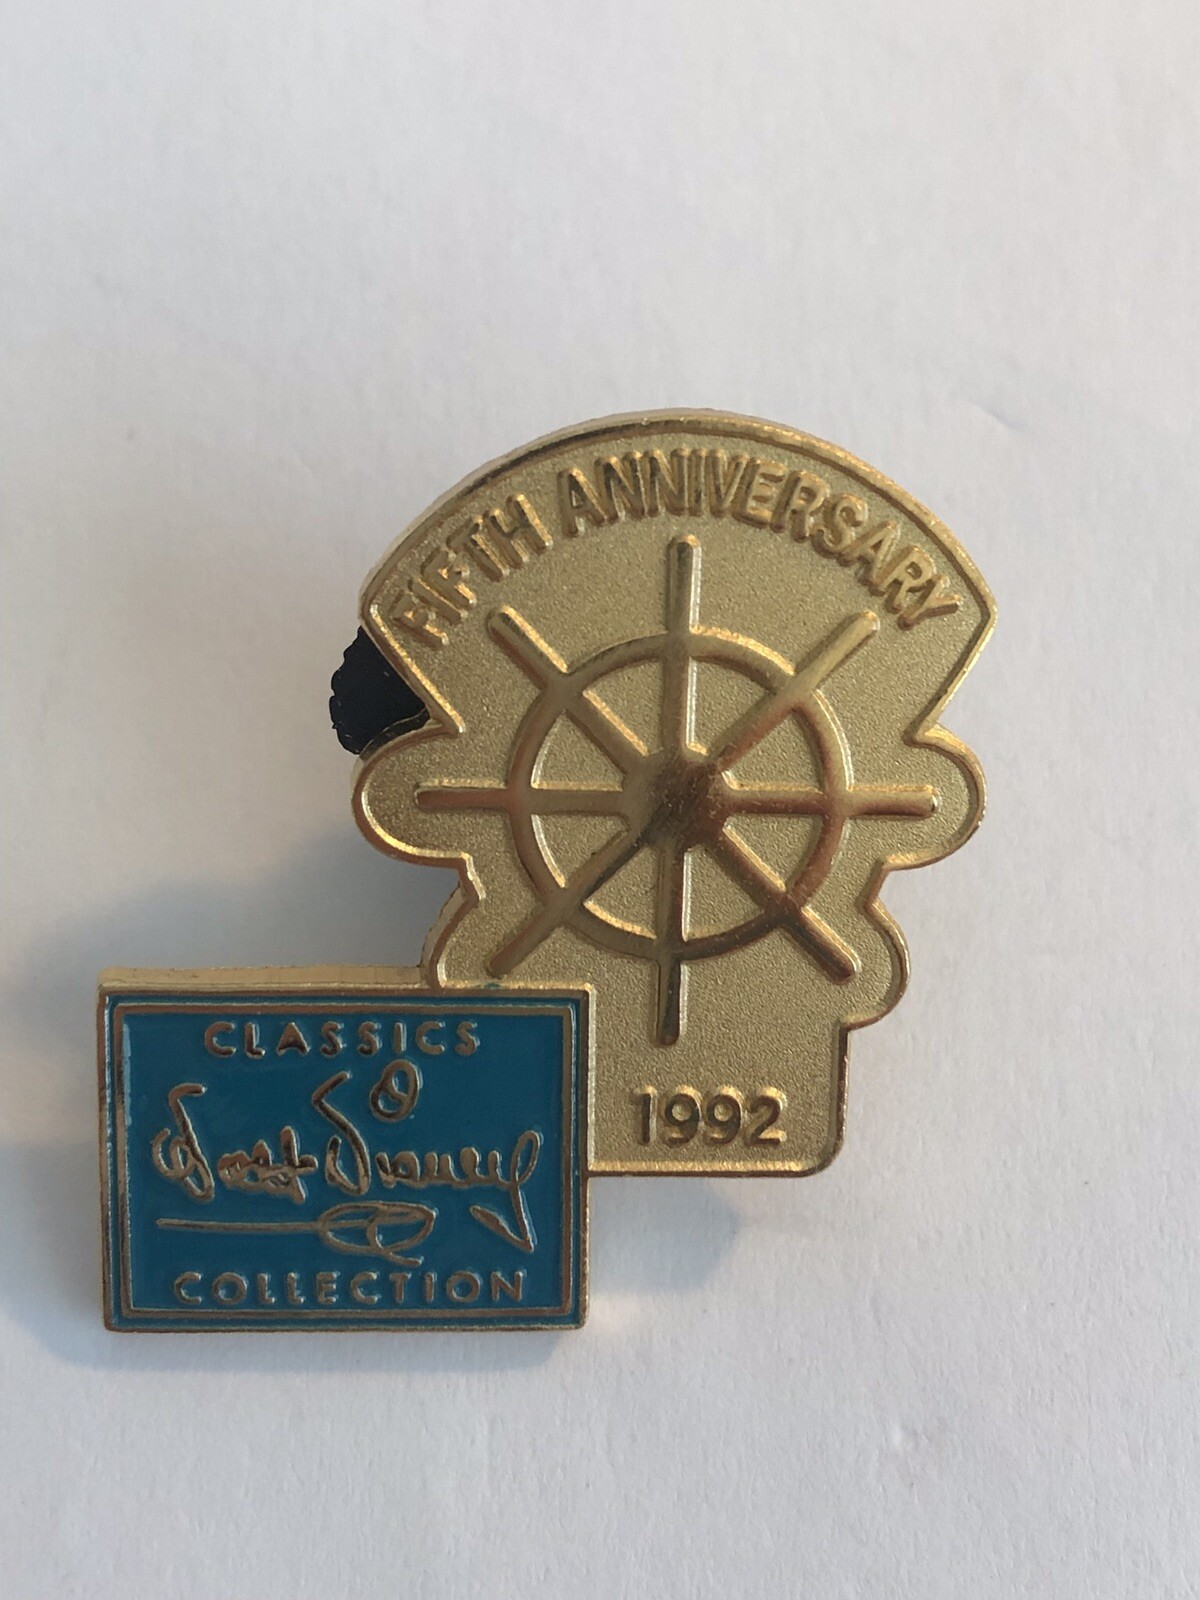 FIFTH ANNIVERSARY
1992
CLASSICS
Walt Disney
COLLECTION